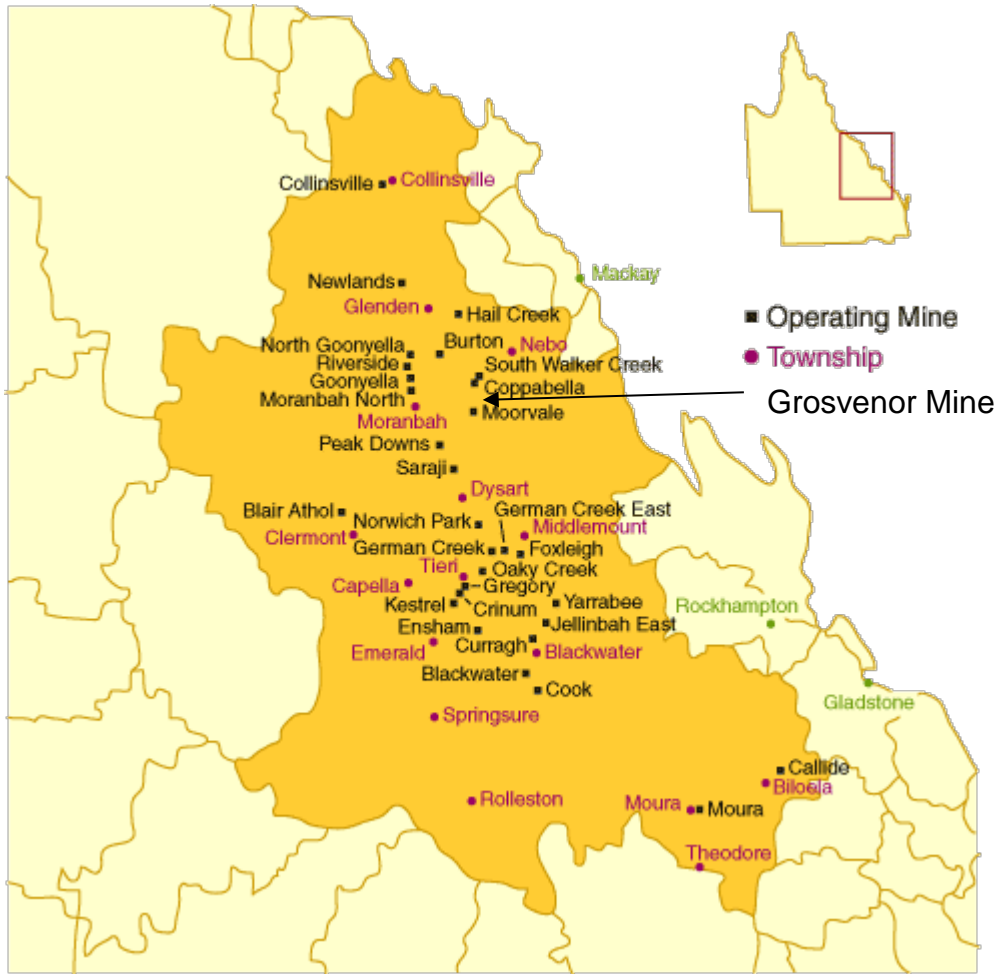 Collinsville
Collinsville
Mackay
Newlands
Glenden
Hail Creek
Operating Mine
North Goonyella
Burton
Nebo
Riverside
South Walker Creek
Township
Goonyella
Coppabella
Moranbah North
Grosvenor Mine
Moorvale
Moranbah
Peak Downs
Saraji
Dysart
Blair Athol
German Creek East
Norwich Park
Middlemount
Clermont
German Creek
Foxleigh
Tieri
Oaky Creek
Capella
Gregory
Kestrel
Crinum
Yarrabee
Rockhampton
Ensham
Jellinbah East
Curragh
Emerald
Blackwater
Blackwater
Cook
Gladstone
Springsure
Callide
Biloela
Rolleston
Moura
Moura
Theodore